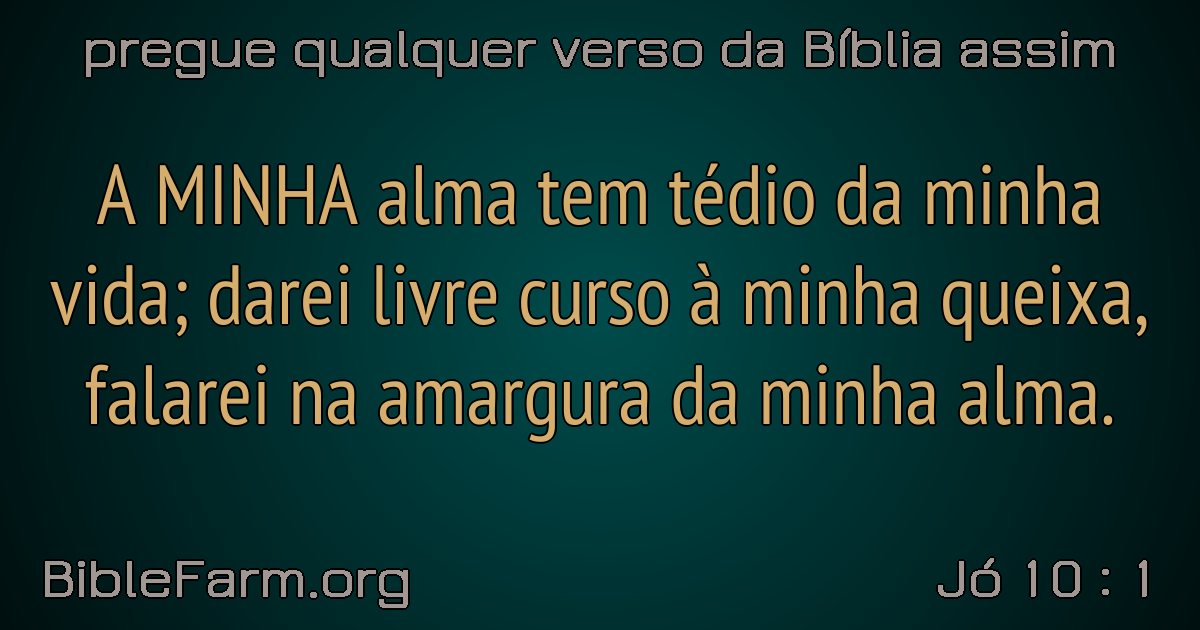 pregue qualquer verso da Bíblia assim
A MINHA alma tem tédio da minha
vida; darei livre curso à minha queixa,
falarei na amargura da minha alma.
BibleFarm.org
Jó 10 : 1